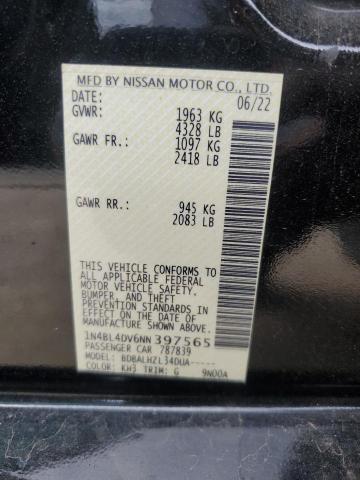 MFD BY NISSAN MOTOR CO., LTD.
DATE: 06/22
GVWR: 1963 KG
4328 LB
GAWR FR.: 1097 KG
2418 LB
GAWR RR.: 945 KG
2083 LB
THIS VEHICLE CONFORMS TO
ALL APPLICABLE FEDERAL
MOTOR VEHICLE SAFETY,
BUMPER, AND THEFT
PREVENTION STANDARDS IN
EFFECT ON THE DATE OF
MANUFACTURE SHOWN ABOVE.
1N4BL4DV6NN397565
PASSENGER CAR 787839
MODEL: BDBALHZL34DUA-----
COLOR: KH3 TRIM: G 9N00A